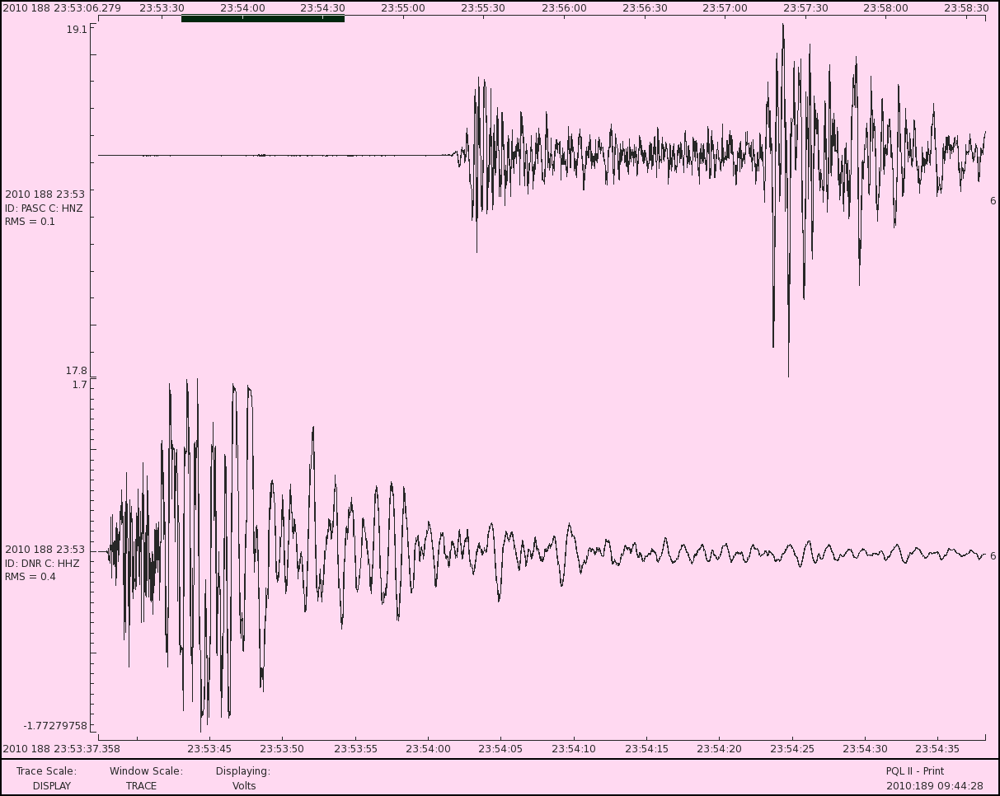 2010 188 23:53:06.279 23:53:30 23:54:00 23:54:30 23:55:00 23:55:30 23:56:00 23:56:30 23:57:00 23:57:30 23:58:00 23:58:30
19.1
2010 188 23:53
ID: PASC C: HNZ
RMS = 0.1
6
17.8
1.7
2010 188 23:53
ID: DNR C: HHZ
RMS = 0.4
6
-1.77279758
2010 188 23:53:37.358 23:53:45 23:53:50 23:53:55 23:54:00 23:54:05 23:54:10 23:54:15 23:54:20 23:54:25 23:54:30 23:54:35
Trace Scale: Window Scale: Displaying: PQL II - Print
DISPLAY TRACE Volts 2010:189 09:44:28